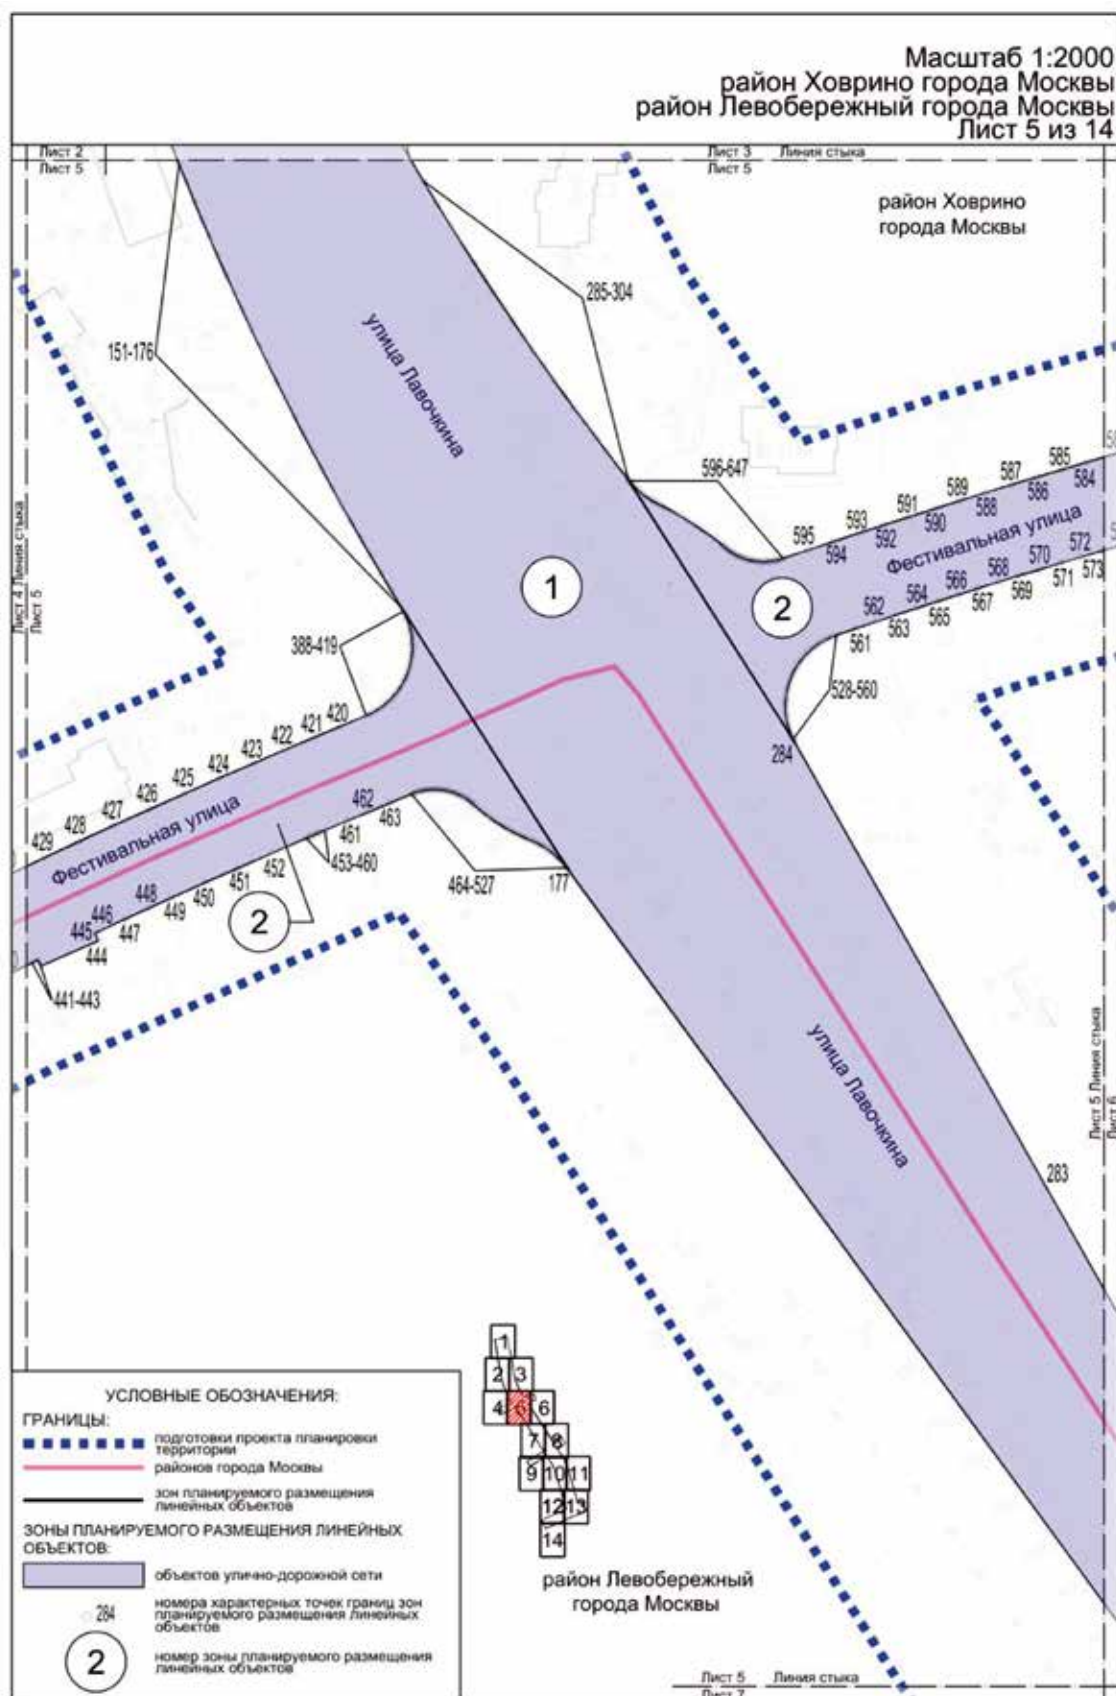 Масштаб 1:2000
район Ховрино города Москвы
район Левобережный города Москвы
Лист 5 из 14
Лист 2
Лист 5
Лист 3 Линия стыка
Лист 5
район Ховрино
города Москвы
285-304
151-176
улица Лавочкина
596-647
595
594
593
592
591
590
589
588
587
586
585
584
Фестивальная улица
Лист 4 Линия стыка
Лист 5
1
2
561
562
563
564
565
566
567
568
569
570
571
572
573
388-419
528-560
284
420
421
422
423
424
425
426
427
428
429
Фестивальная улица
462
463
461
453-460
452
451
450
449
448
447
446
445
444
441-443
464-527
177
2
улица Лавочкина
Лист 5 Линия стыка
Лист 6
283
1
2 3
4 5 6
7 8
9 10 11
12 13
14
район Левобережный
города Москвы
УСЛОВНЫЕ ОБОЗНАЧЕНИЯ:
ГРАНИЦЫ:
подготовки проекта планировки
территории
районов города Москвы
зон планируемого размещения
линейных объектов
ЗОНЫ ПЛАНИРУЕМОГО РАЗМЕЩЕНИЯ ЛИНЕЙНЫХ
ОБЪЕКТОВ:
объектов улично-дорожной сети
284
номера характерных точек границ зон
планируемого размещения линейных
объектов
2
номер зоны планируемого размещения
линейных объектов
Лист 5 Линия стыка
Лист 7